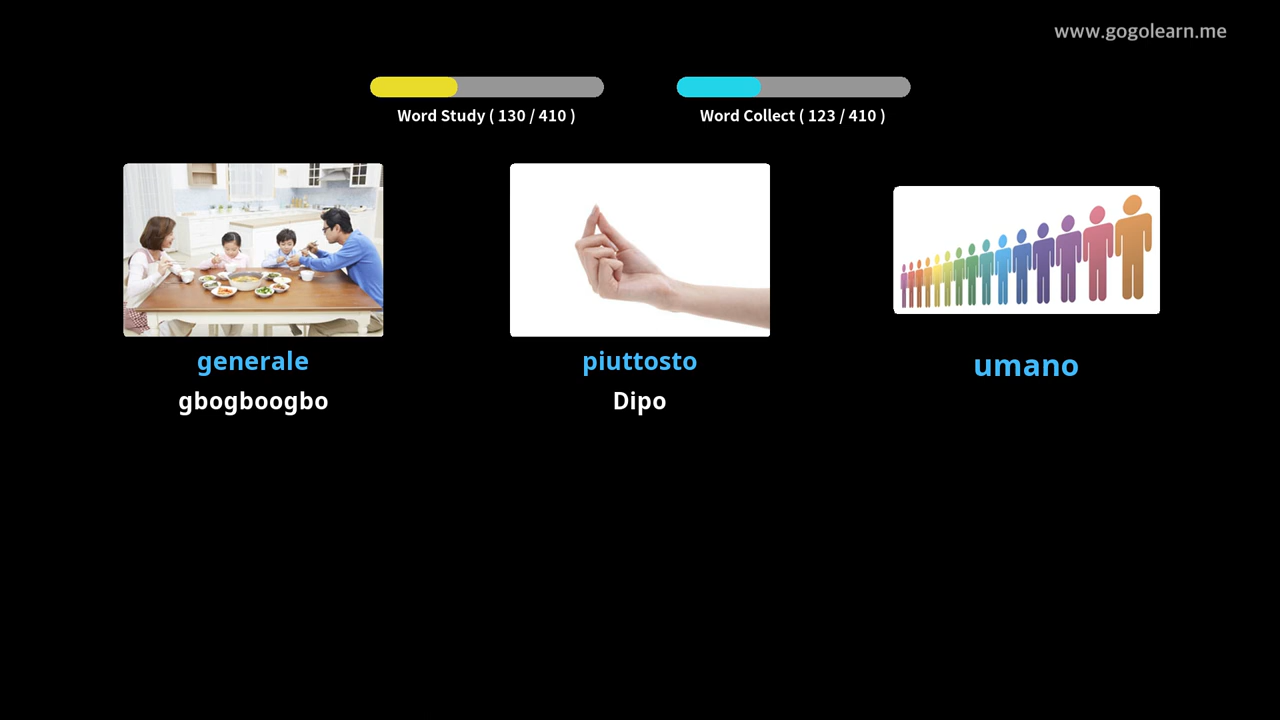 www.gogolearn.me
Word Study ( 130 / 410 )
Word Collect ( 123 / 410 )
generale
gbogboogbo
piuttosto
Dipo
umano